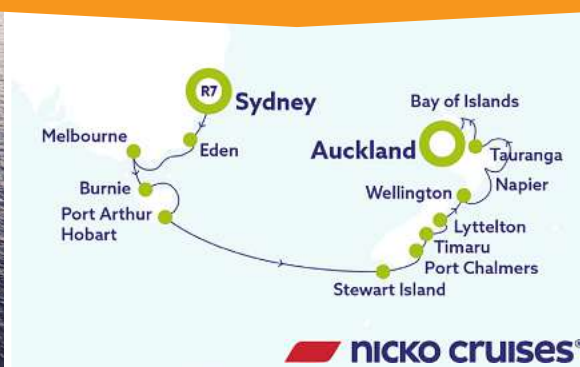 R7
Sydney
Bay of Islands
Melbourne
Eden
Auckland
Tauranga
Burnie
Wellington
Napier
Port Arthur
Hobart
Lyttelton
Timaru
Port Chalmers
Stewart Island
nicko cruises®